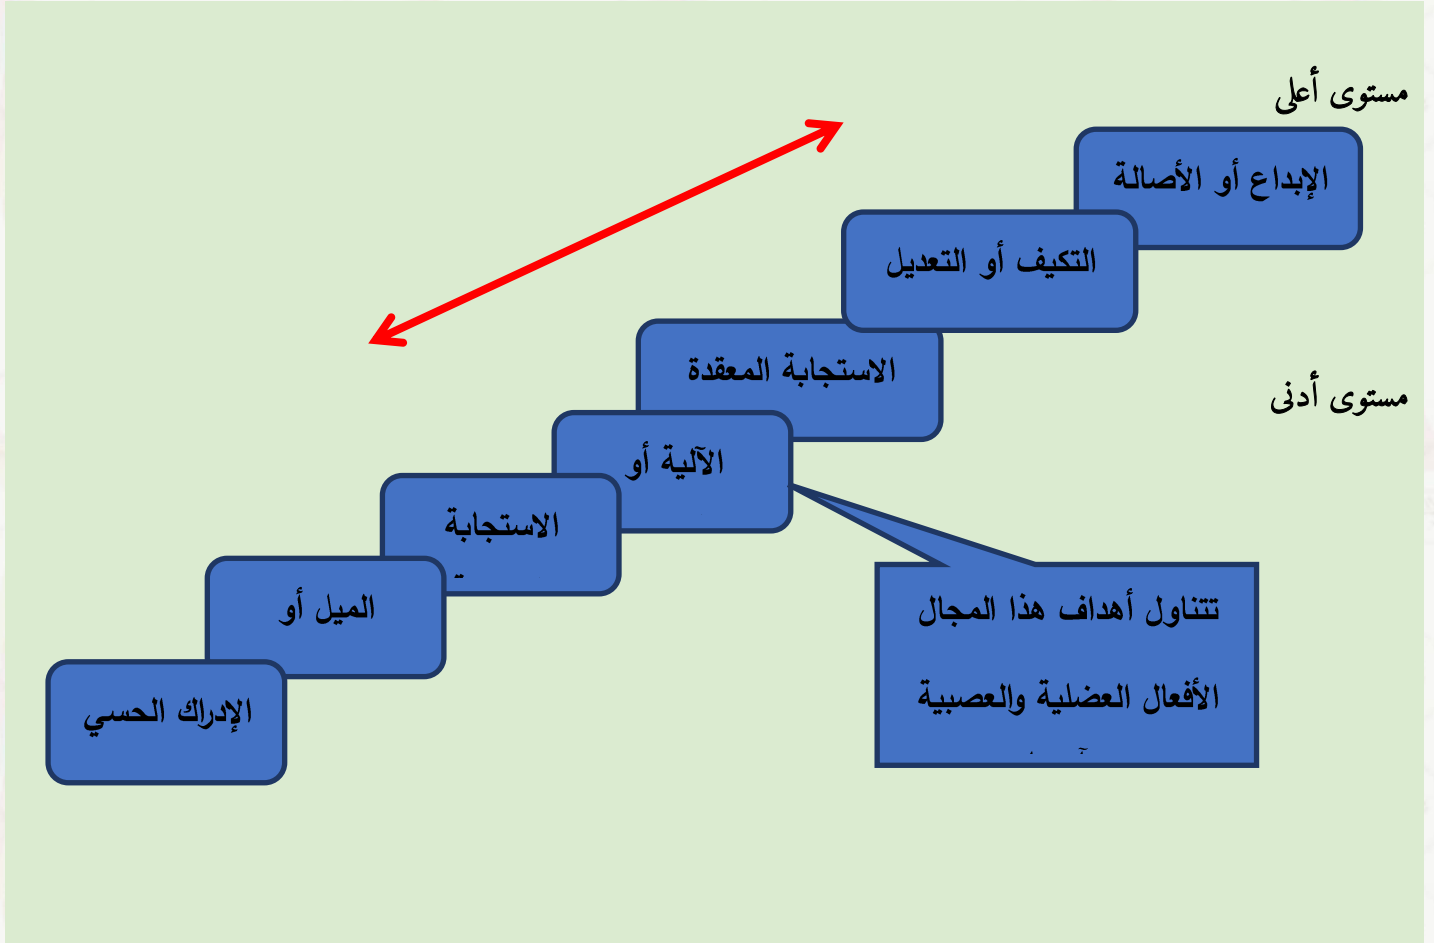 مستوى أعلى
الإبداع أو الأصالة
التكيف أو التعديل
الاستجابة المعقدة
مستوى أدنى
الآلية أو
الاستجابة
الميل أو
الإدراك الحسي
تتناول أهداف هذا المجال
الأفعال العضلية والعصبية